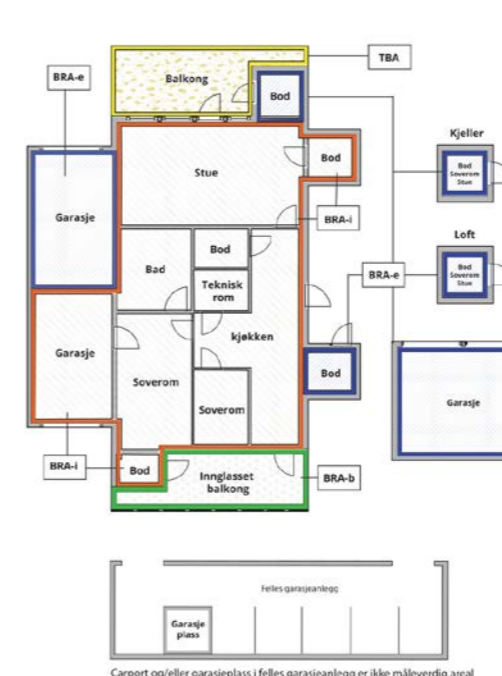 TBA
Balkong
BRA-e
Bod
Kjeller
Bod
Soverom
Stue
Stue
Bod
Garasje
BRA-i
Loft
Bod
Bad
Teknisk
rom
BRA-e
Bod
Soverom
Stue
kjøkken
Garasje
Soverom
Bod
Soverom
Garasje
BRA-i
Bod
Innglasset
balkong
BRA-b
Felles garasjeanlegg
Garasje
plass
Carport og/eller garasjeplass i felles garasjeanlegg er ikke måleverdig areal